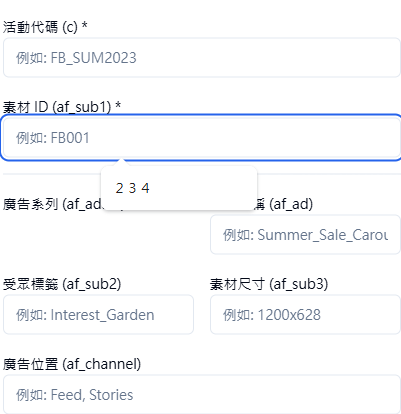 活動代碼 (c) *
例如: FB_SUM2023
素材 ID (af_sub1) *
例如: FB001
2 3 4
廣告系列 (af_ad
稱 (af_ad)
例如: Summer_Sale_Carou
受眾標籤 (af_sub2)
素材尺寸 (af_sub3)
例如: Interest_Garden
例如: 1200x628
廣告位置 (af_channel)
例如: Feed, Stories